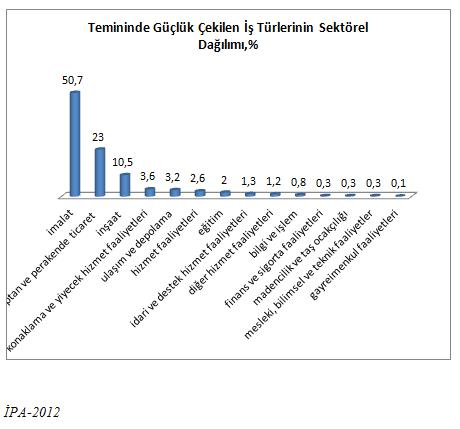 Temininde Güçlük Çekilen İş Türlerinin Sektörel
Dağılımı,%
50,7
23
10,5
3,6
3,2
2,6
2
1,3
1,2
0,8
0,3
0,3
0,3
0,1
imalat
ptan ve perakende ticaret
inşaat
konaklama ve yiyecek hizmet faaliyetleri
ulaşım ve depolama
hizmet faaliyetleri
eğitim
idari ve destek hizmet faaliyetleri
diğer hizmet faaliyetleri
bilgi ve işlem
finans ve sigorta faaliyetleri
madencilik ve taş ocakçılığı
mesleki, bilimsel ve teknik faaliyetler
gayreimenkul faaliyetleri
İPA-2012